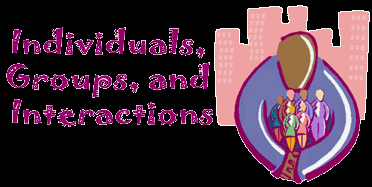 Individuals,
Groups, and
Interactions